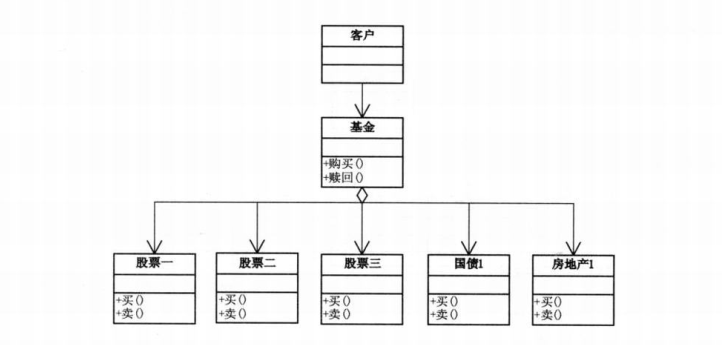 客户
基金
+购买()
+赎回()
股票一
股票二
股票三
国债1
房地产1
+买()
+买()
+买()
+买()
+买()
+卖()
+卖()
+卖()
+卖()
+卖()